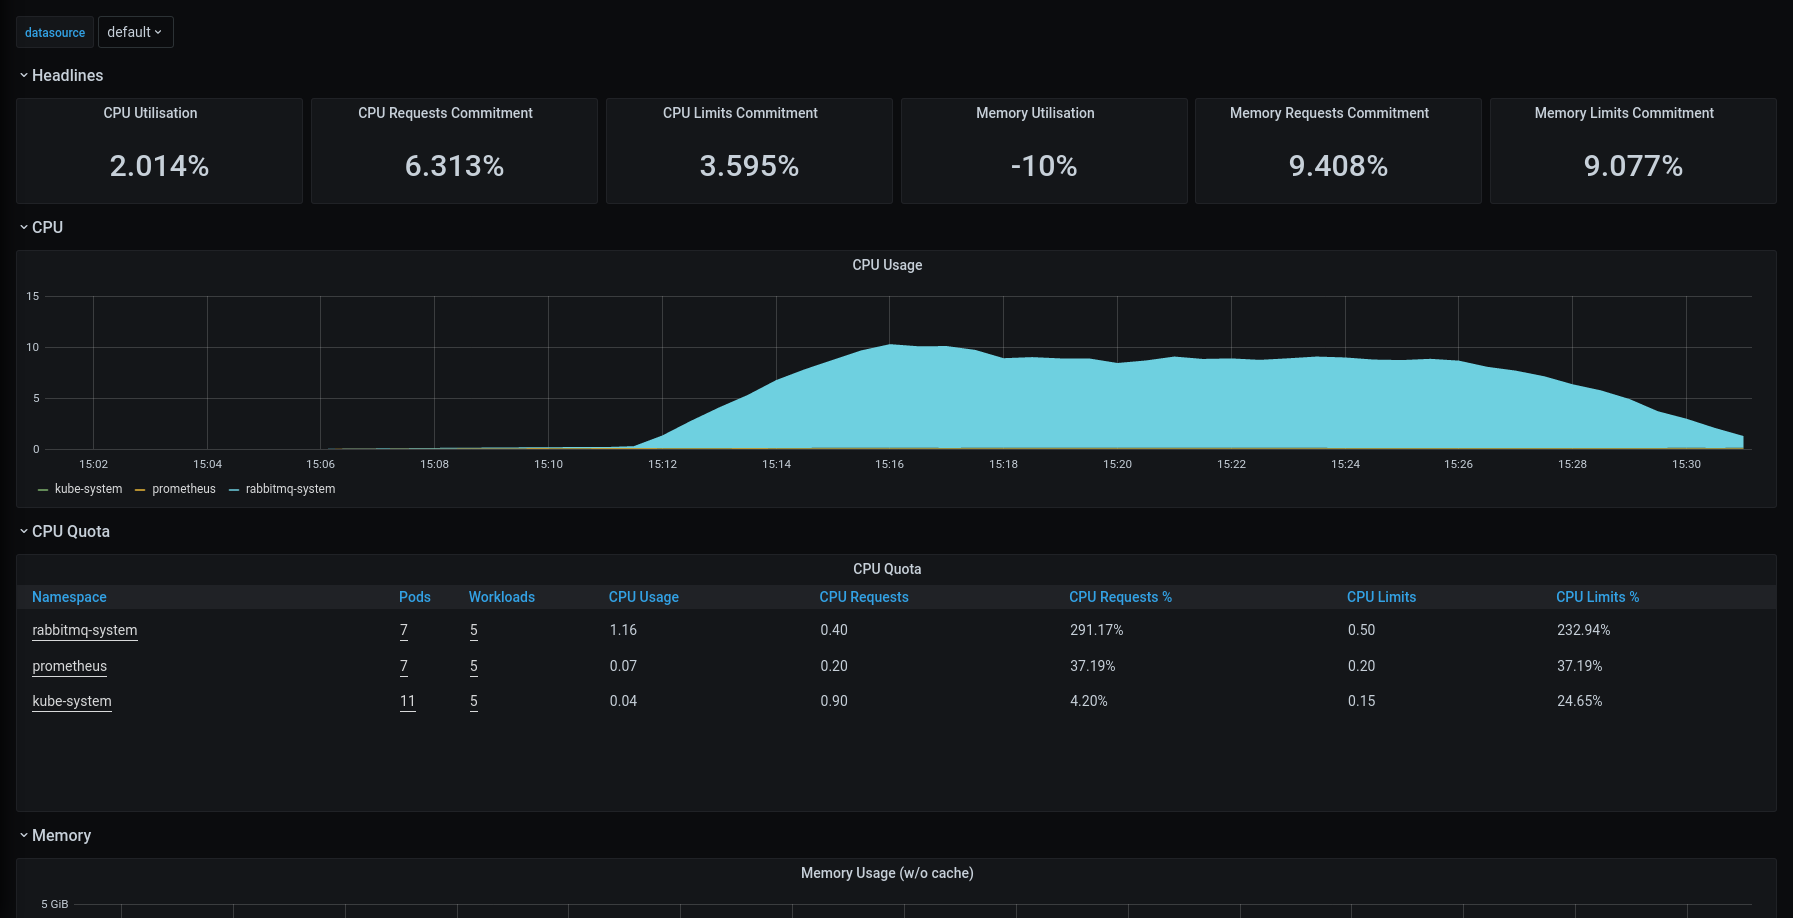 datasource default
Headlines
CPU Utilisation CPU Requests Commitment CPU Limits Commitment Memory Utilisation Memory Requests Commitment Memory Limits Commitment
2.014% 6.313% 3.595% -10% 9.408% 9.077%
CPU
CPU Usage
15
10
5
0
15:02 15:04 15:06 15:08 15:10 15:12 15:14 15:16 15:18 15:20 15:22 15:24 15:26 15:28 15:30
kube-system prometheus rabbitmq-system
CPU Quota
CPU Quota
Namespace Pods Workloads CPU Usage CPU Requests CPU Requests % CPU Limits CPU Limits %
rabbitmq-system 7 5 1.16 0.40 291.17% 0.50 232.94%
prometheus 7 5 0.07 0.20 37.19% 0.20 37.19%
kube-system 11 5 0.04 0.90 4.20% 0.15 24.65%
Memory
Memory Usage (w/o cache)
5 GiB